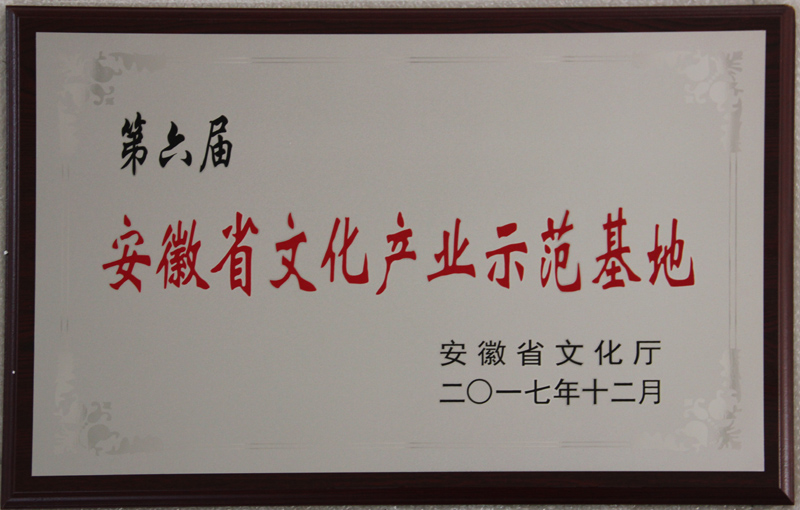 第六届
安徽省文化产业示范基地
安徽省文化厅
二〇一七年十二月